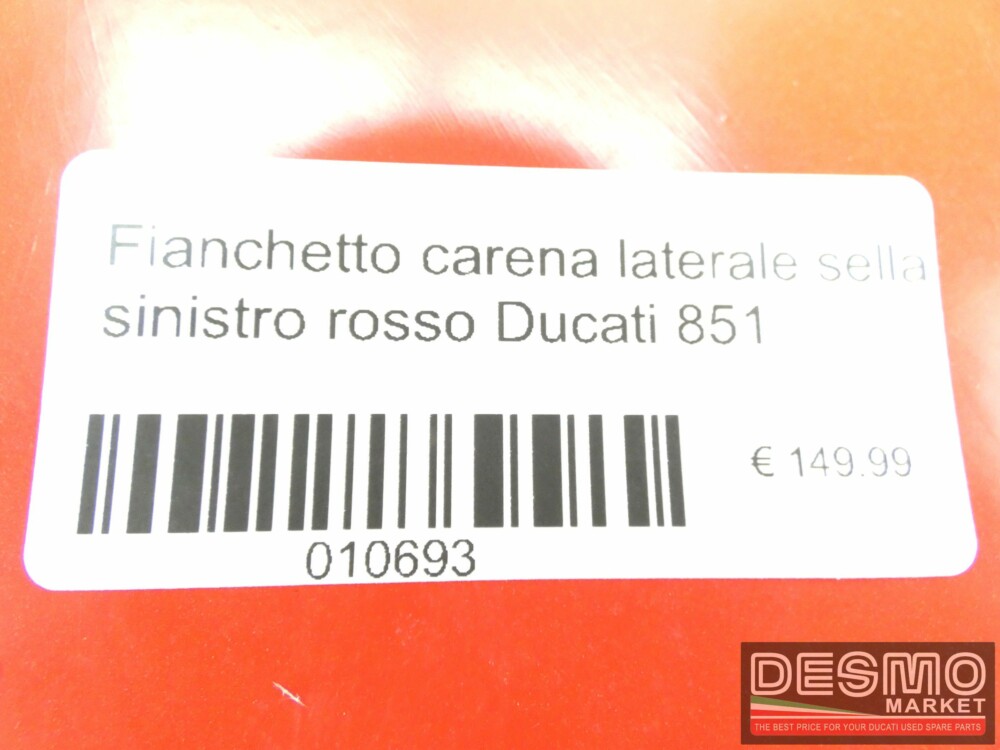 Fianchetto carena laterale sella
sinistro rosso Ducati 851
€ 149.99
010693
DESMO
MARKET
THE BEST PRICE FOR YOUR DUCATI USED SPARE PARTS